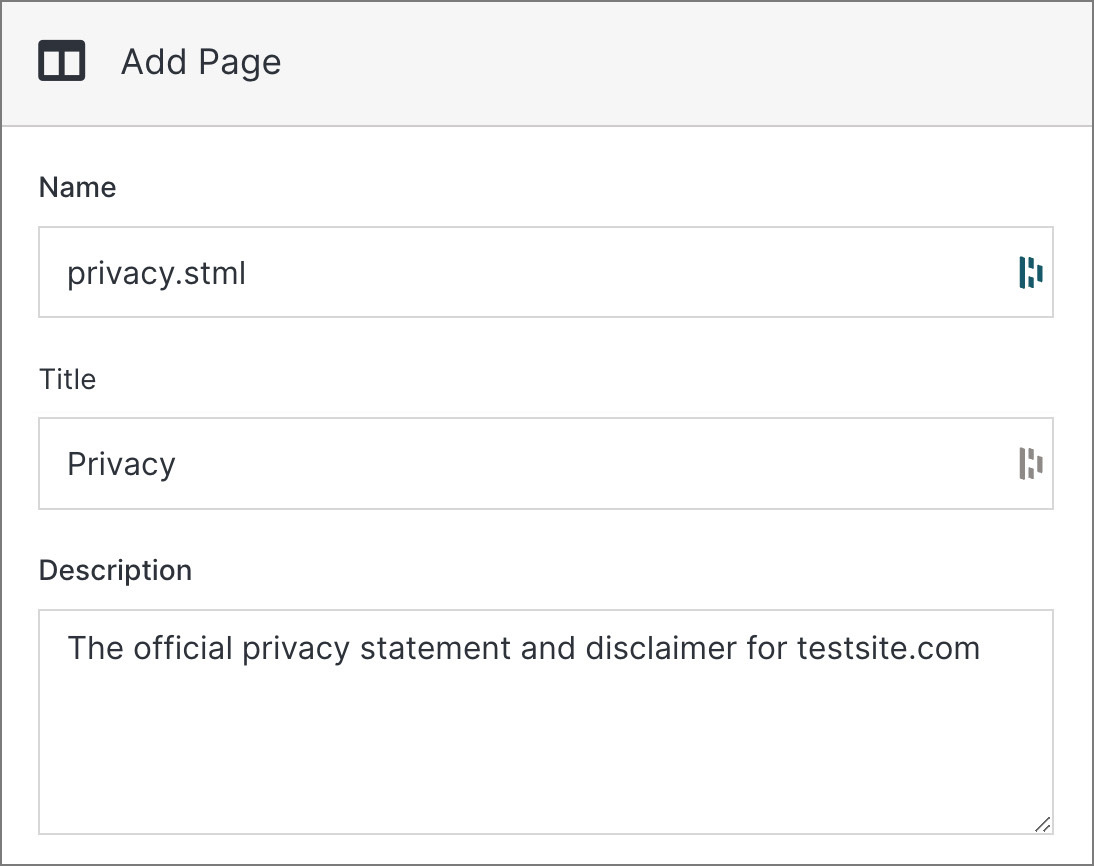 Add Page
Name
privacy.stml
Title
Privacy
Description
The official privacy statement and disclaimer for testsite.com